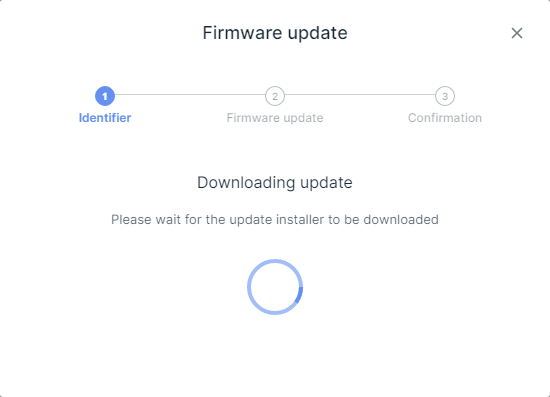 Firmware update
1
2
3
Identifier
Firmware update
Confirmation
Downloading update
Please wait for the update installer to be downloaded